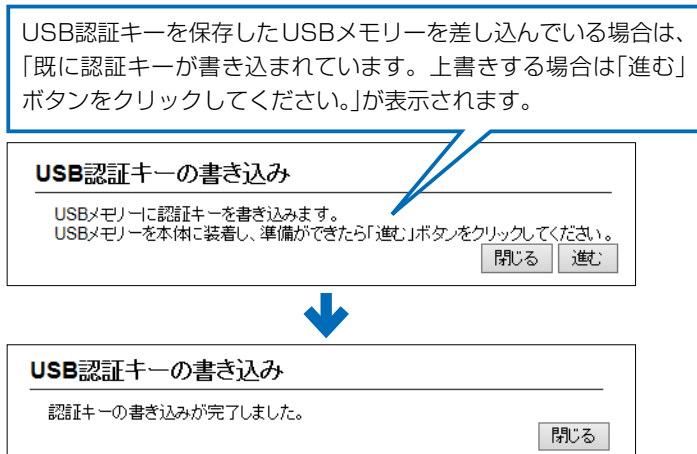 USB認証キーを保存したUSBメモリーを差し込んでいる場合は、
「既に認証キーが書き込まれています。上書きする場合は「進む」
ボタンをクリックしてください。」が表示されます。
USB認証キーの書き込み
USBメモリーに認証キーを書き込みます。
USBメモリーを本体に装着し、準備ができたら「進む」ボタンをクリックしてください。
閉じる 進む
USB認証キーの書き込み
認証キーの書き込みが完了しました。
閉じる